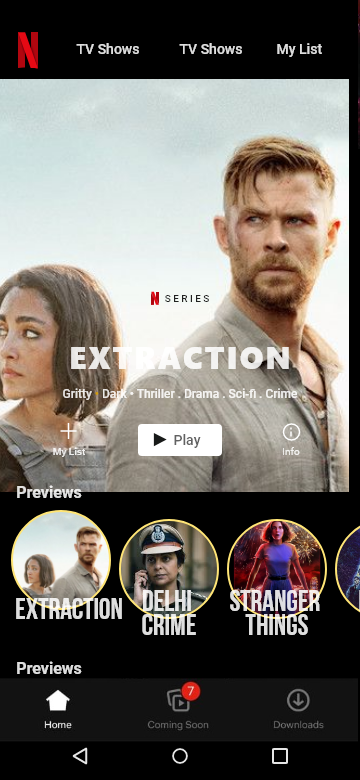 N
TV Shows TV Shows My List
N SERIES
EXTRACTION
Gritty Dark • Thriller . Drama . Sci-fi . Crime
My List Play Info
Previews
EXTRACTION DELHI CRIME STRANGER THINGS
Previews
7
Home Coming Soon Downloads